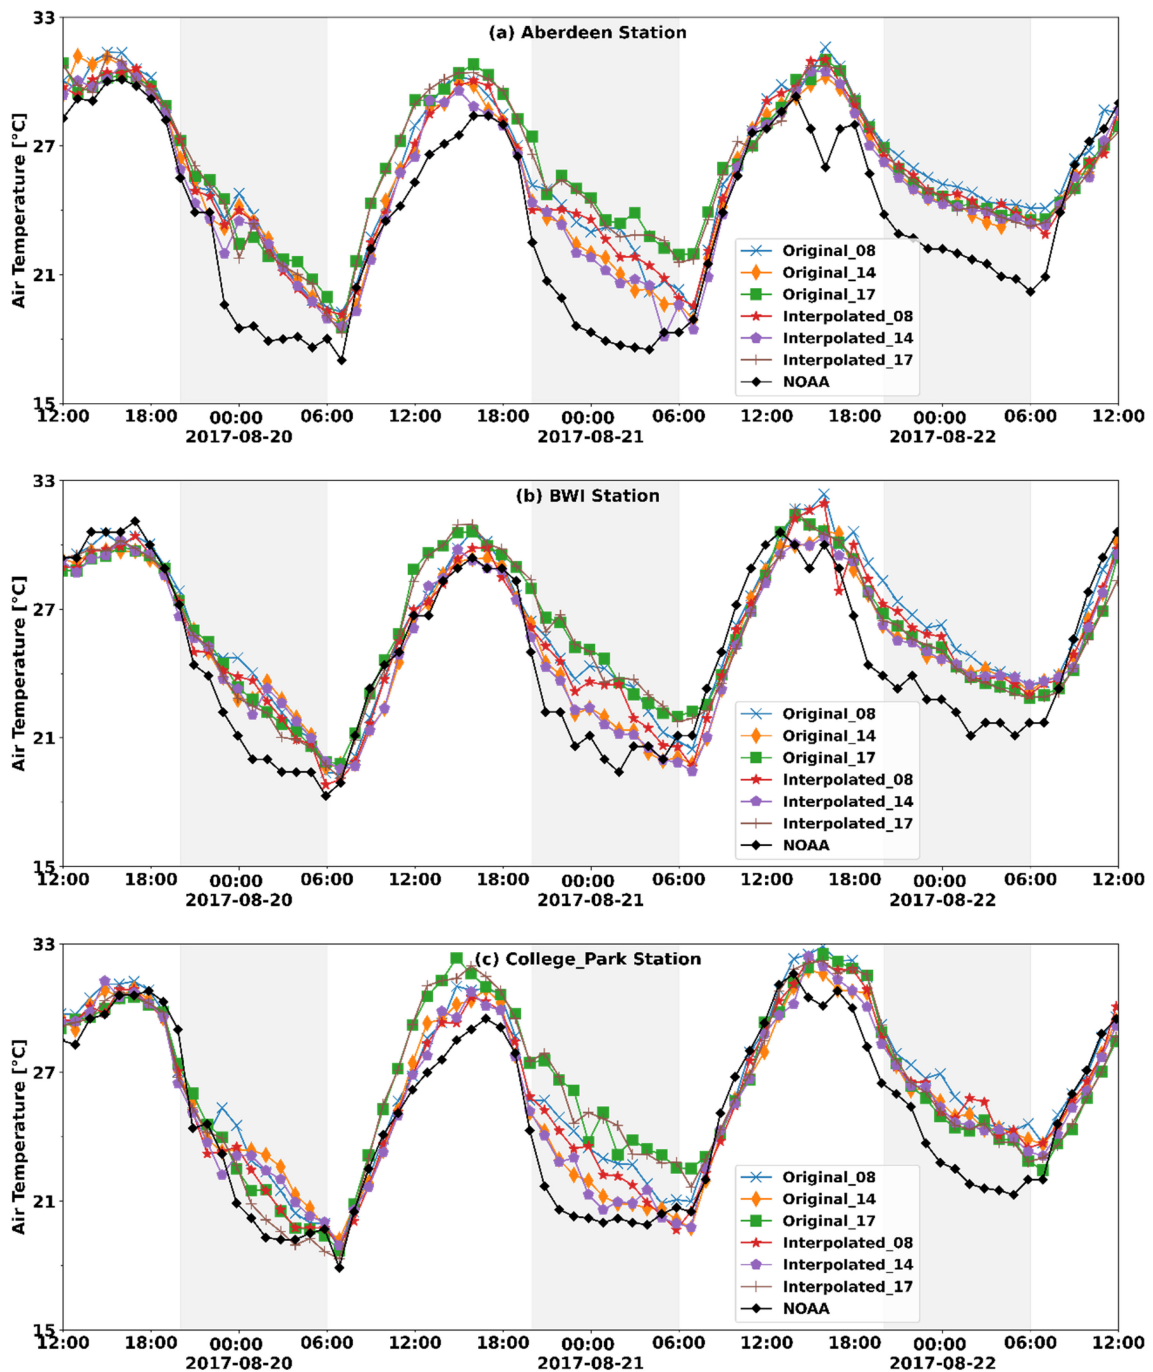 (a) Aberdeen Station
33
27
21
15
Air Temperature [°C]
Original_08
Original_14
Original_17
Interpolated_08
Interpolated_14
Interpolated_17
NOAA
12:00 18:00 00:00 06:00 12:00 18:00 00:00 06:00 12:00 18:00 00:00 06:00 12:00
2017-08-20 2017-08-21 2017-08-22
(b) BWI Station
33
27
21
15
Air Temperature [°C]
Original_08
Original_14
Original_17
Interpolated_08
Interpolated_14
Interpolated_17
NOAA
12:00 18:00 00:00 06:00 12:00 18:00 00:00 06:00 12:00 18:00 00:00 06:00 12:00
2017-08-20 2017-08-21 2017-08-22
(c) College_Park Station
33
27
21
15
Air Temperature [°C]
Original_08
Original_14
Original_17
Interpolated_08
Interpolated_14
Interpolated_17
NOAA
12:00 18:00 00:00 06:00 12:00 18:00 00:00 06:00 12:00 18:00 00:00 06:00 12:00
2017-08-20 2017-08-21 2017-08-22